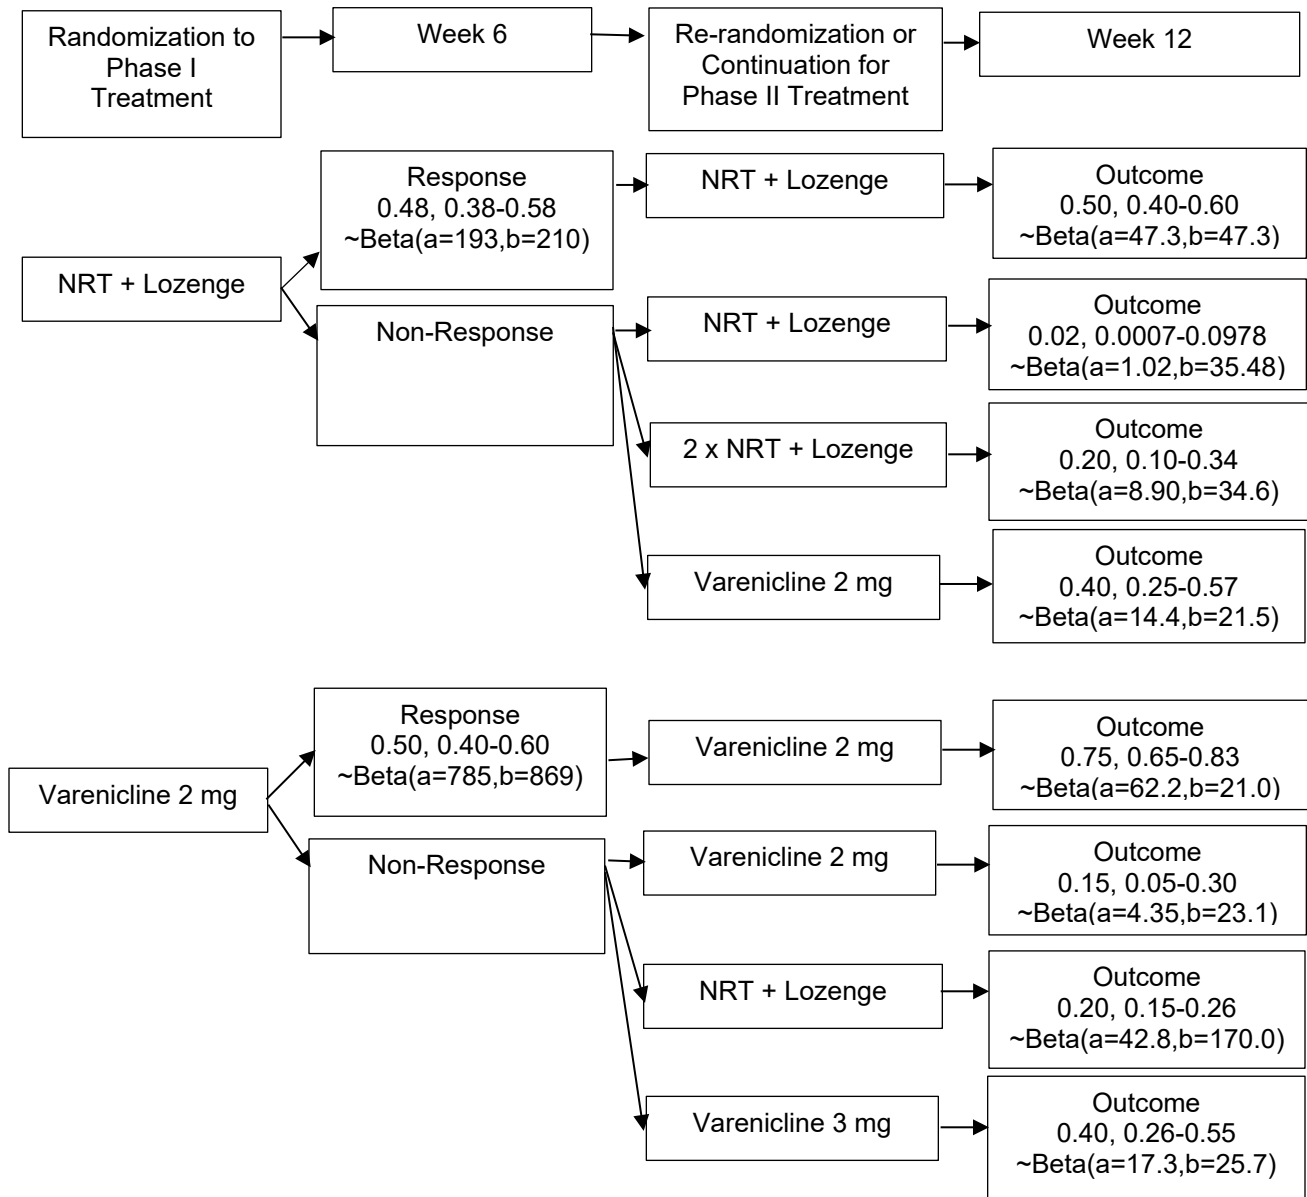 Randomization to
Phase I
Treatment
Week 6
Re-randomization or
Continuation for
Phase II Treatment
Week 12
NRT + Lozenge
Response
0.48, 0.38-0.58
~Beta(a=193,b=210)
NRT + Lozenge
Outcome
0.50, 0.40-0.60
~Beta(a=47.3,b=47.3)
Non-Response
NRT + Lozenge
Outcome
0.02, 0.0007-0.0978
~Beta(a=1.02,b=35.48)
2 x NRT + Lozenge
Outcome
0.20, 0.10-0.34
~Beta(a=8.90,b=34.6)
Varenicline 2 mg
Outcome
0.40, 0.25-0.57
~Beta(a=14.4,b=21.5)
Varenicline 2 mg
Response
0.50, 0.40-0.60
~Beta(a=785,b=869)
Varenicline 2 mg
Outcome
0.75, 0.65-0.83
~Beta(a=62.2,b=21.0)
Non-Response
Varenicline 2 mg
Outcome
0.15, 0.05-0.30
~Beta(a=4.35,b=23.1)
NRT + Lozenge
Outcome
0.20, 0.15-0.26
~Beta(a=42.8,b=170.0)
Varenicline 3 mg
Outcome
0.40, 0.26-0.55
~Beta(a=17.3,b=25.7)